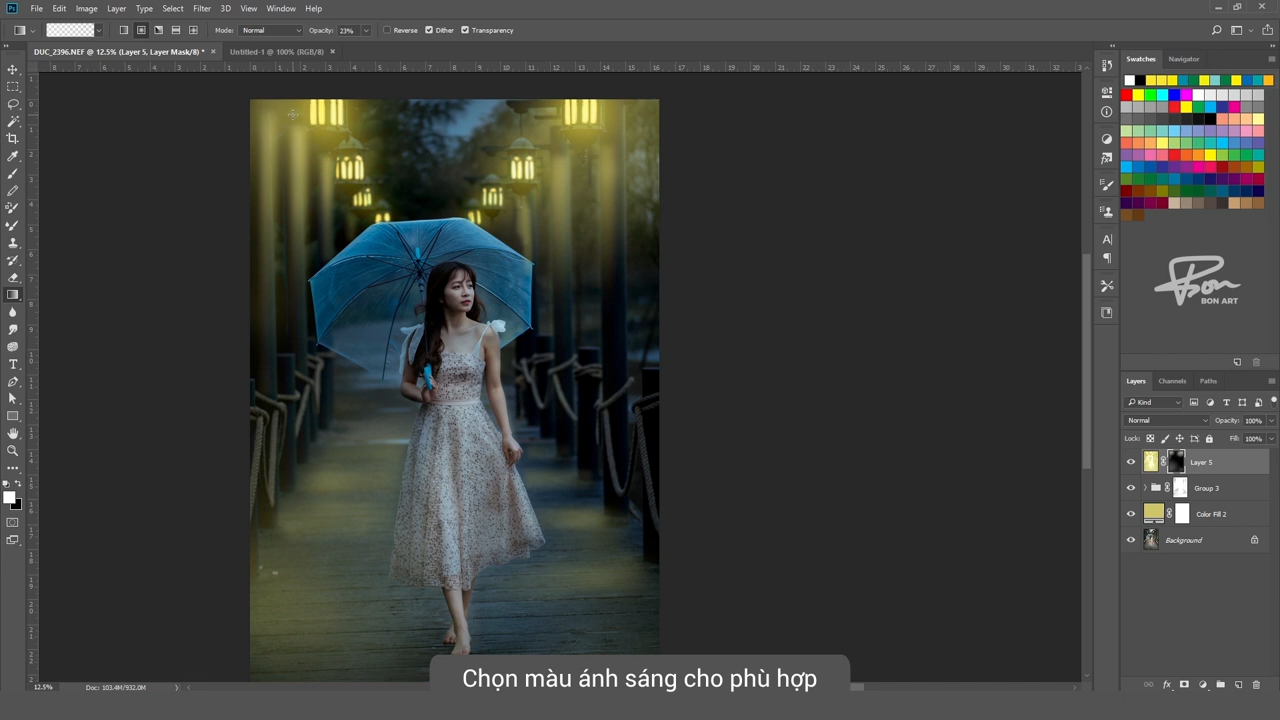 Ps File Edit Image Layer Type Select Filter 3D View Window Help
Mode: Normal Opacity: 23% Reverse Dither Transparency
DUC_2396.NEF @ 12.5% (Layer 5, Layer Mask/8) * × Untitled-1 @ 100% (RGB/8) ×
Swatches Navigator
Bon
BON ART
Layers Channels Paths
Kind
Normal Opacity: 100%
Lock: Fill: 100%
Layer 5
Group 3
Color Fill 2
Background
12.5% Doc: 103.4M/932.0M
Chọn màu ánh sáng cho phù hợp